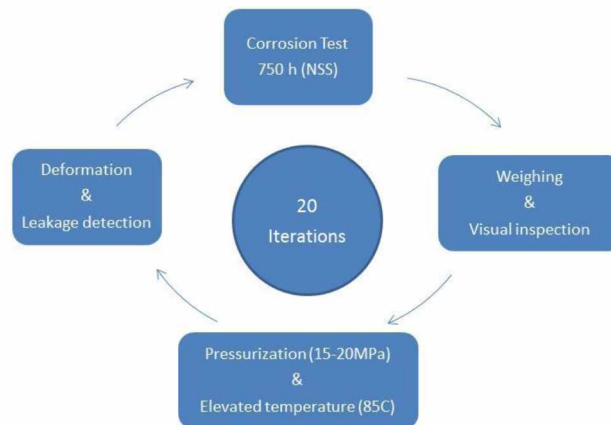 Corrosion Test
750 h (NSS)
Weighing
&
Visual inspection
Pressurization (15-20MPa)
&
Elevated temperature (85C)
Deformation
&
Leakage detection
20
Iterations